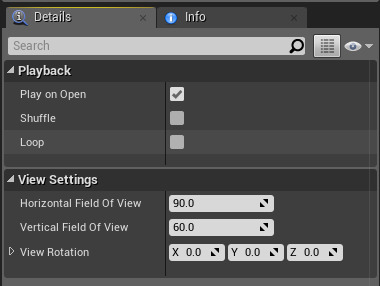 Details
Info
Search
Playback
Play on Open
Shuffle
Loop
View Settings
Horizontal Field Of View 90.0
Vertical Field Of View 60.0
View Rotation X 0.0 Y 0.0 Z 0.0